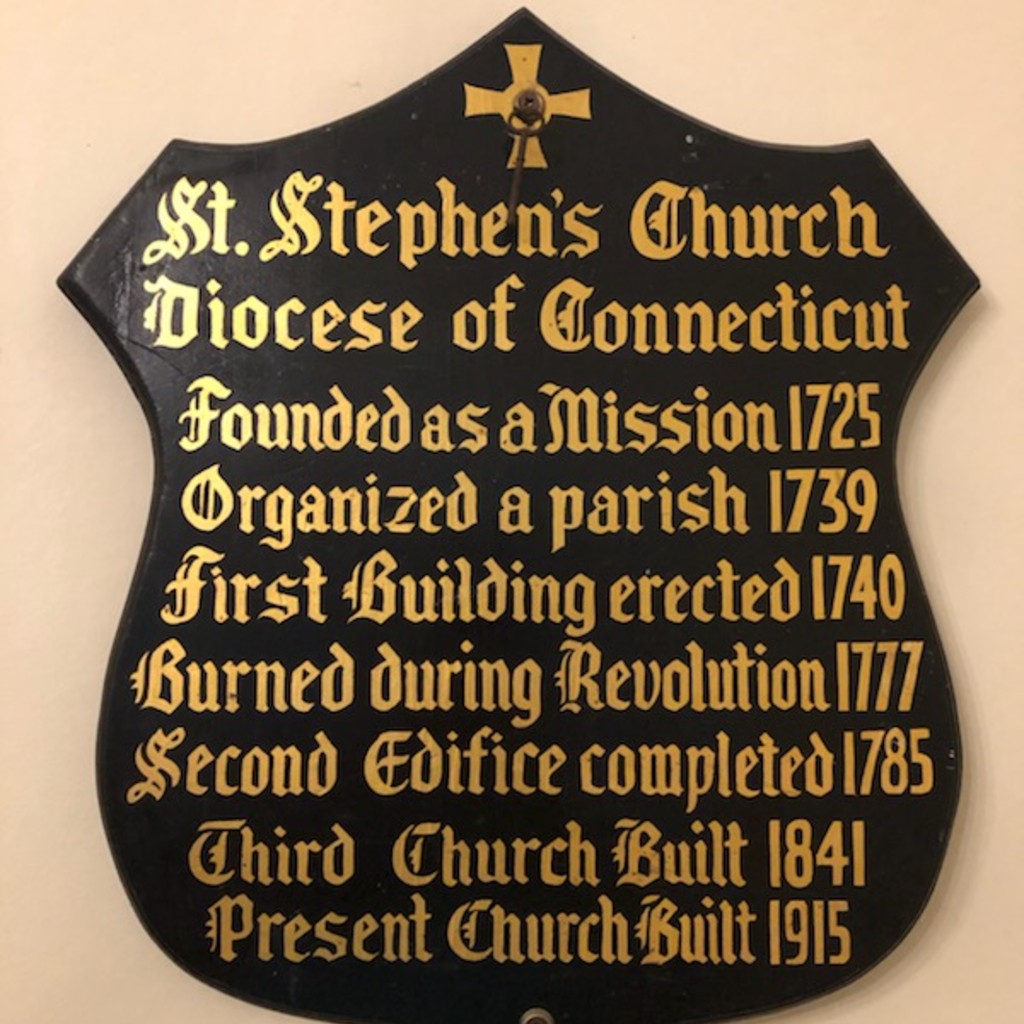 St. Stephen's Church
Diocese of Connecticut
Founded as a Mission 1725
Organized a parish 1739
First Building erected 1740
Burned during Revolution 1777
Second Edifice completed 1785
Third Church Built 1841
Present Church Built 1915